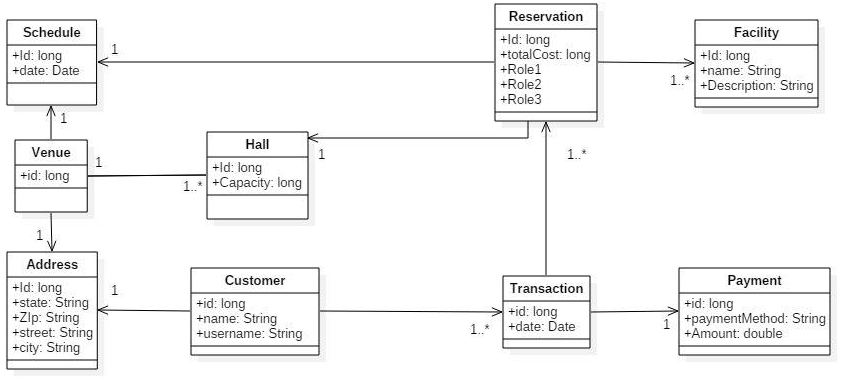 Schedule
+Id: long
+date: Date
1
Reservation
+Id: long
+totalCost: long
+Role1
+Role2
+Role3
1..*
Facility
+Id: long
+name: String
+Description: String
1
Venue
+id: long
1
1..*
Hall
+Id: long
+Capacity: long
1
1..*
1
Address
+Id: long
+state: String
+ZIp: String
+street: String
+city: String
1
Customer
+id: long
+name: String
+username: String
1..*
Transaction
+id: long
+date: Date
1
Payment
+id: long
+paymentMethod: String
+Amount: double